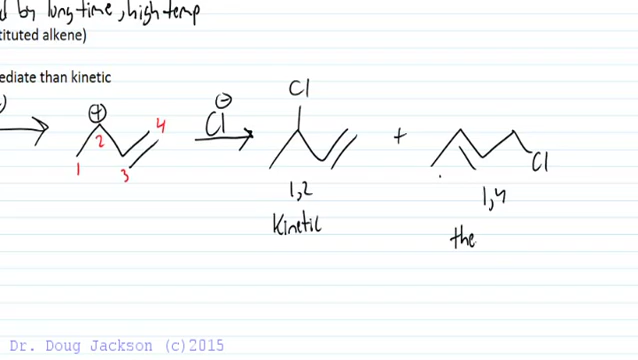 d by long time, high temp
tituted alkene)
ediate than kinetic
Cl
4
⊕ Cl⊖ +
1 2 3
Cl
1,2 1,4
Kinetic
the
Dr. Doug Jackson (c)2015